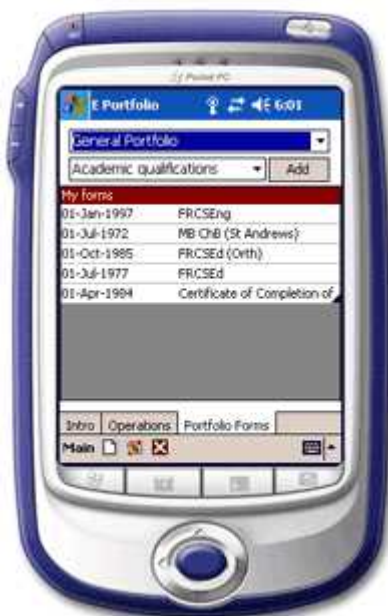 Pocket PC
E Portfolio 6:01
General Portfolio
Academic qualifications Add
My forms
01-Jan-1997 FRCSEng
01-Jul-1972 MB ChB (St Andrews)
01-Oct-1985 FRCSEd (Orth)
01-Jul-1977 FRCSEd
01-Apr-1984 Certificate of Completion of
Intro Operations Portfolio Forms
Main